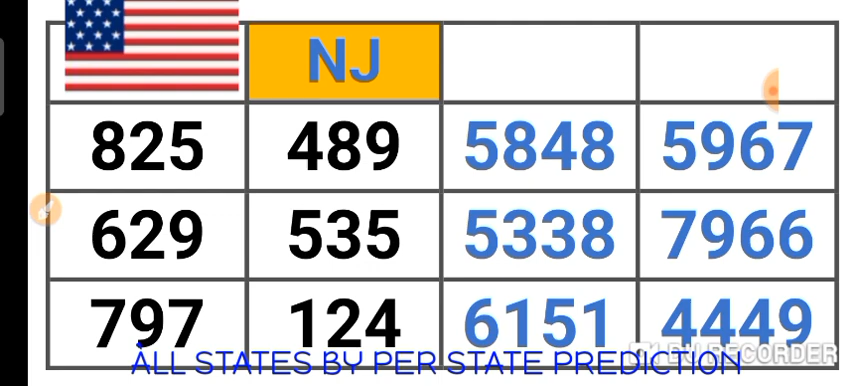 NJ
825 489 5848 5967
629 535 5338 7966
797 124 6151 4449
ALL STATES BY PER STATE PREDICTION
RECORDER